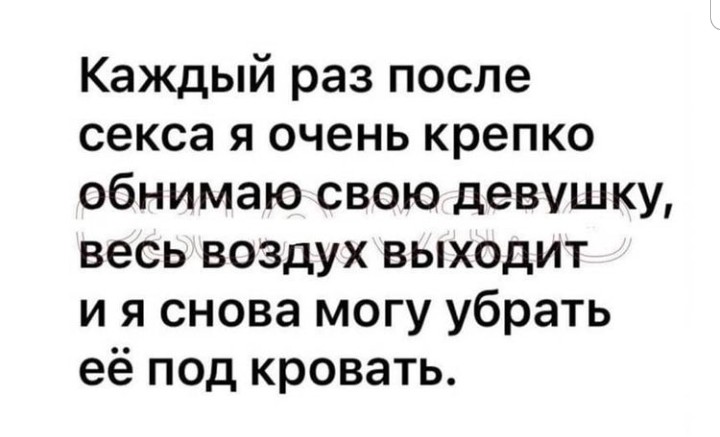 Каждый раз после
секса я очень крепко
обнимаю свою девушку,
весь воздух выходит
и я снова могу убрать
её под кровать.